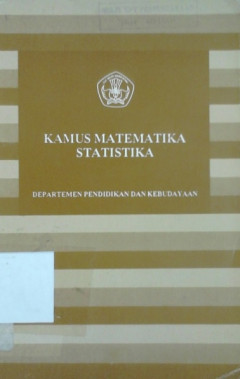 KAMUS MATEMATIKA
STATISTIKA
DEPARTEMEN PENDIDIKAN DAN KEBUDAYAAN